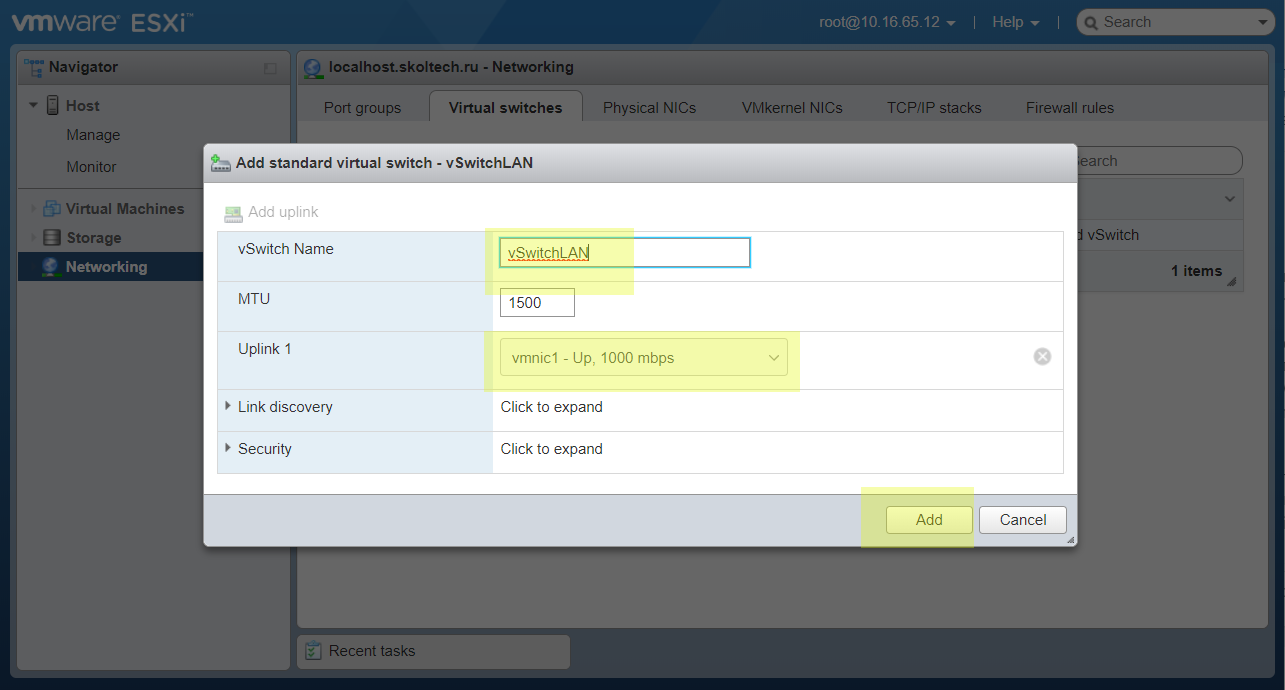 vmware ESXi™
root@10.16.65.12 | Help | Search
Navigator
localhost.skoltech.ru - Networking
Host
Manage
Monitor
Virtual Machines
Storage
Networking
Port groups Virtual switches Physical NICs VMkernel NICs TCP/IP stacks Firewall rules
Add standard virtual switch - vSwitchLAN
Add uplink
vSwitch Name vSwitchLAN
MTU 1500
Uplink 1 vmnic1 - Up, 1000 mbps
Link discovery Click to expand
Security Click to expand
Add Cancel
earch
d vSwitch
1 items
Recent tasks